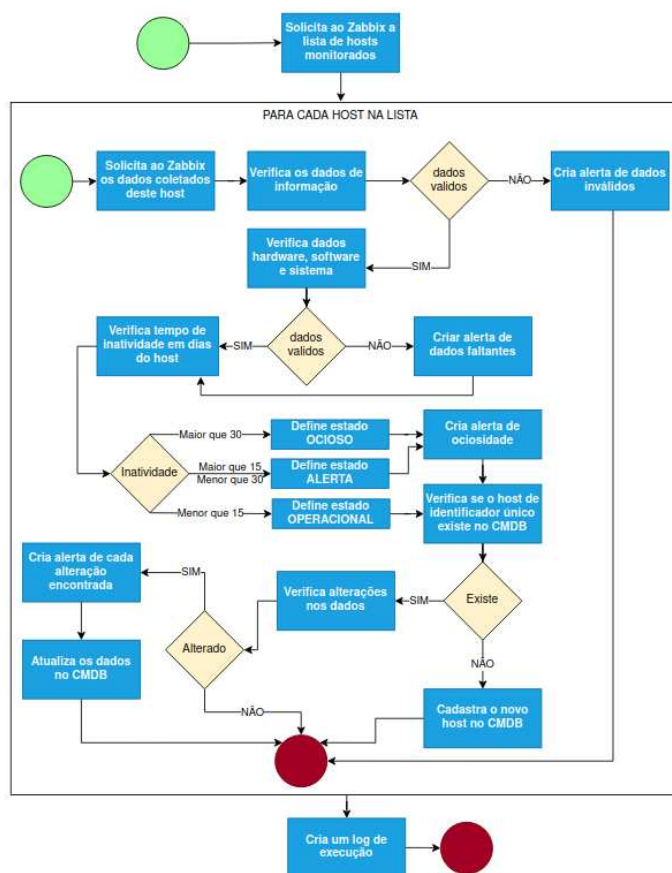 Solicita ao Zabbix a
lista de hosts
monitorados
PARA CADA HOST NA LISTA
Solicita ao Zabbix
os dados coletados
deste host
Verifica os dados de
informação
dados
validos
NÃO
Cria alerta de dados
inválidos
SIM
Verifica dados
hardware, software
e sistema
dados
validos
SIM
NÃO
Verifica tempo de
inatividade em dias
do host
Criar alerta de
dados faltantes
Inatividade
Maior que 30
Define estado
OCIOSO
Cria alerta de
ociosidade
Maior que 15
Menor que 30
Define estado
ALERTA
Menor que 15
Define estado
OPERACIONAL
Verifica se o host de
identificador único
existe no CMDB
Existe
SIM
NÃO
Verifica alterações
nos dados
Cadastra o novo
host no CMDB
Alterado
SIM
NÃO
Cria alerta de cada
alteração
encontrada
Atualiza os dados
no CMDB
Cria um log de
execução